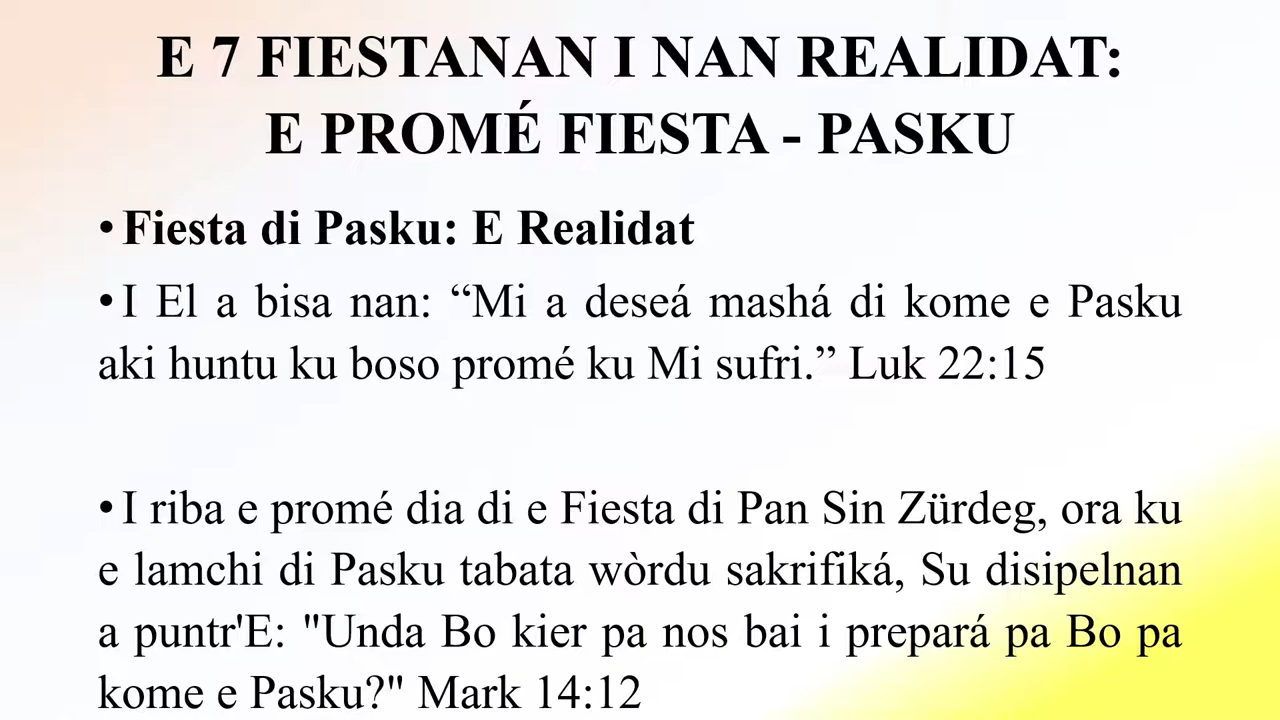 E 7 FIESTANAN I NAN REALIDAT:
E PROMÉ FIESTA - PASKU
•Fiesta di Pasku: E Realidat
•I El a bisa nan: “Mi a deseá mashá di kome e Pasku
aki huntu ku boso promé ku Mi sufri.” Luk 22:15
•I riba e promé dia di e Fiesta di Pan Sin Zürdeg, ora ku
e lamchi di Pasku tabata wòrdu sakrifiká, Su disipelnan
a puntr'E: "Unda Bo kier pa nos bai i prepará pa Bo pa
kome e Pasku?" Mark 14:12